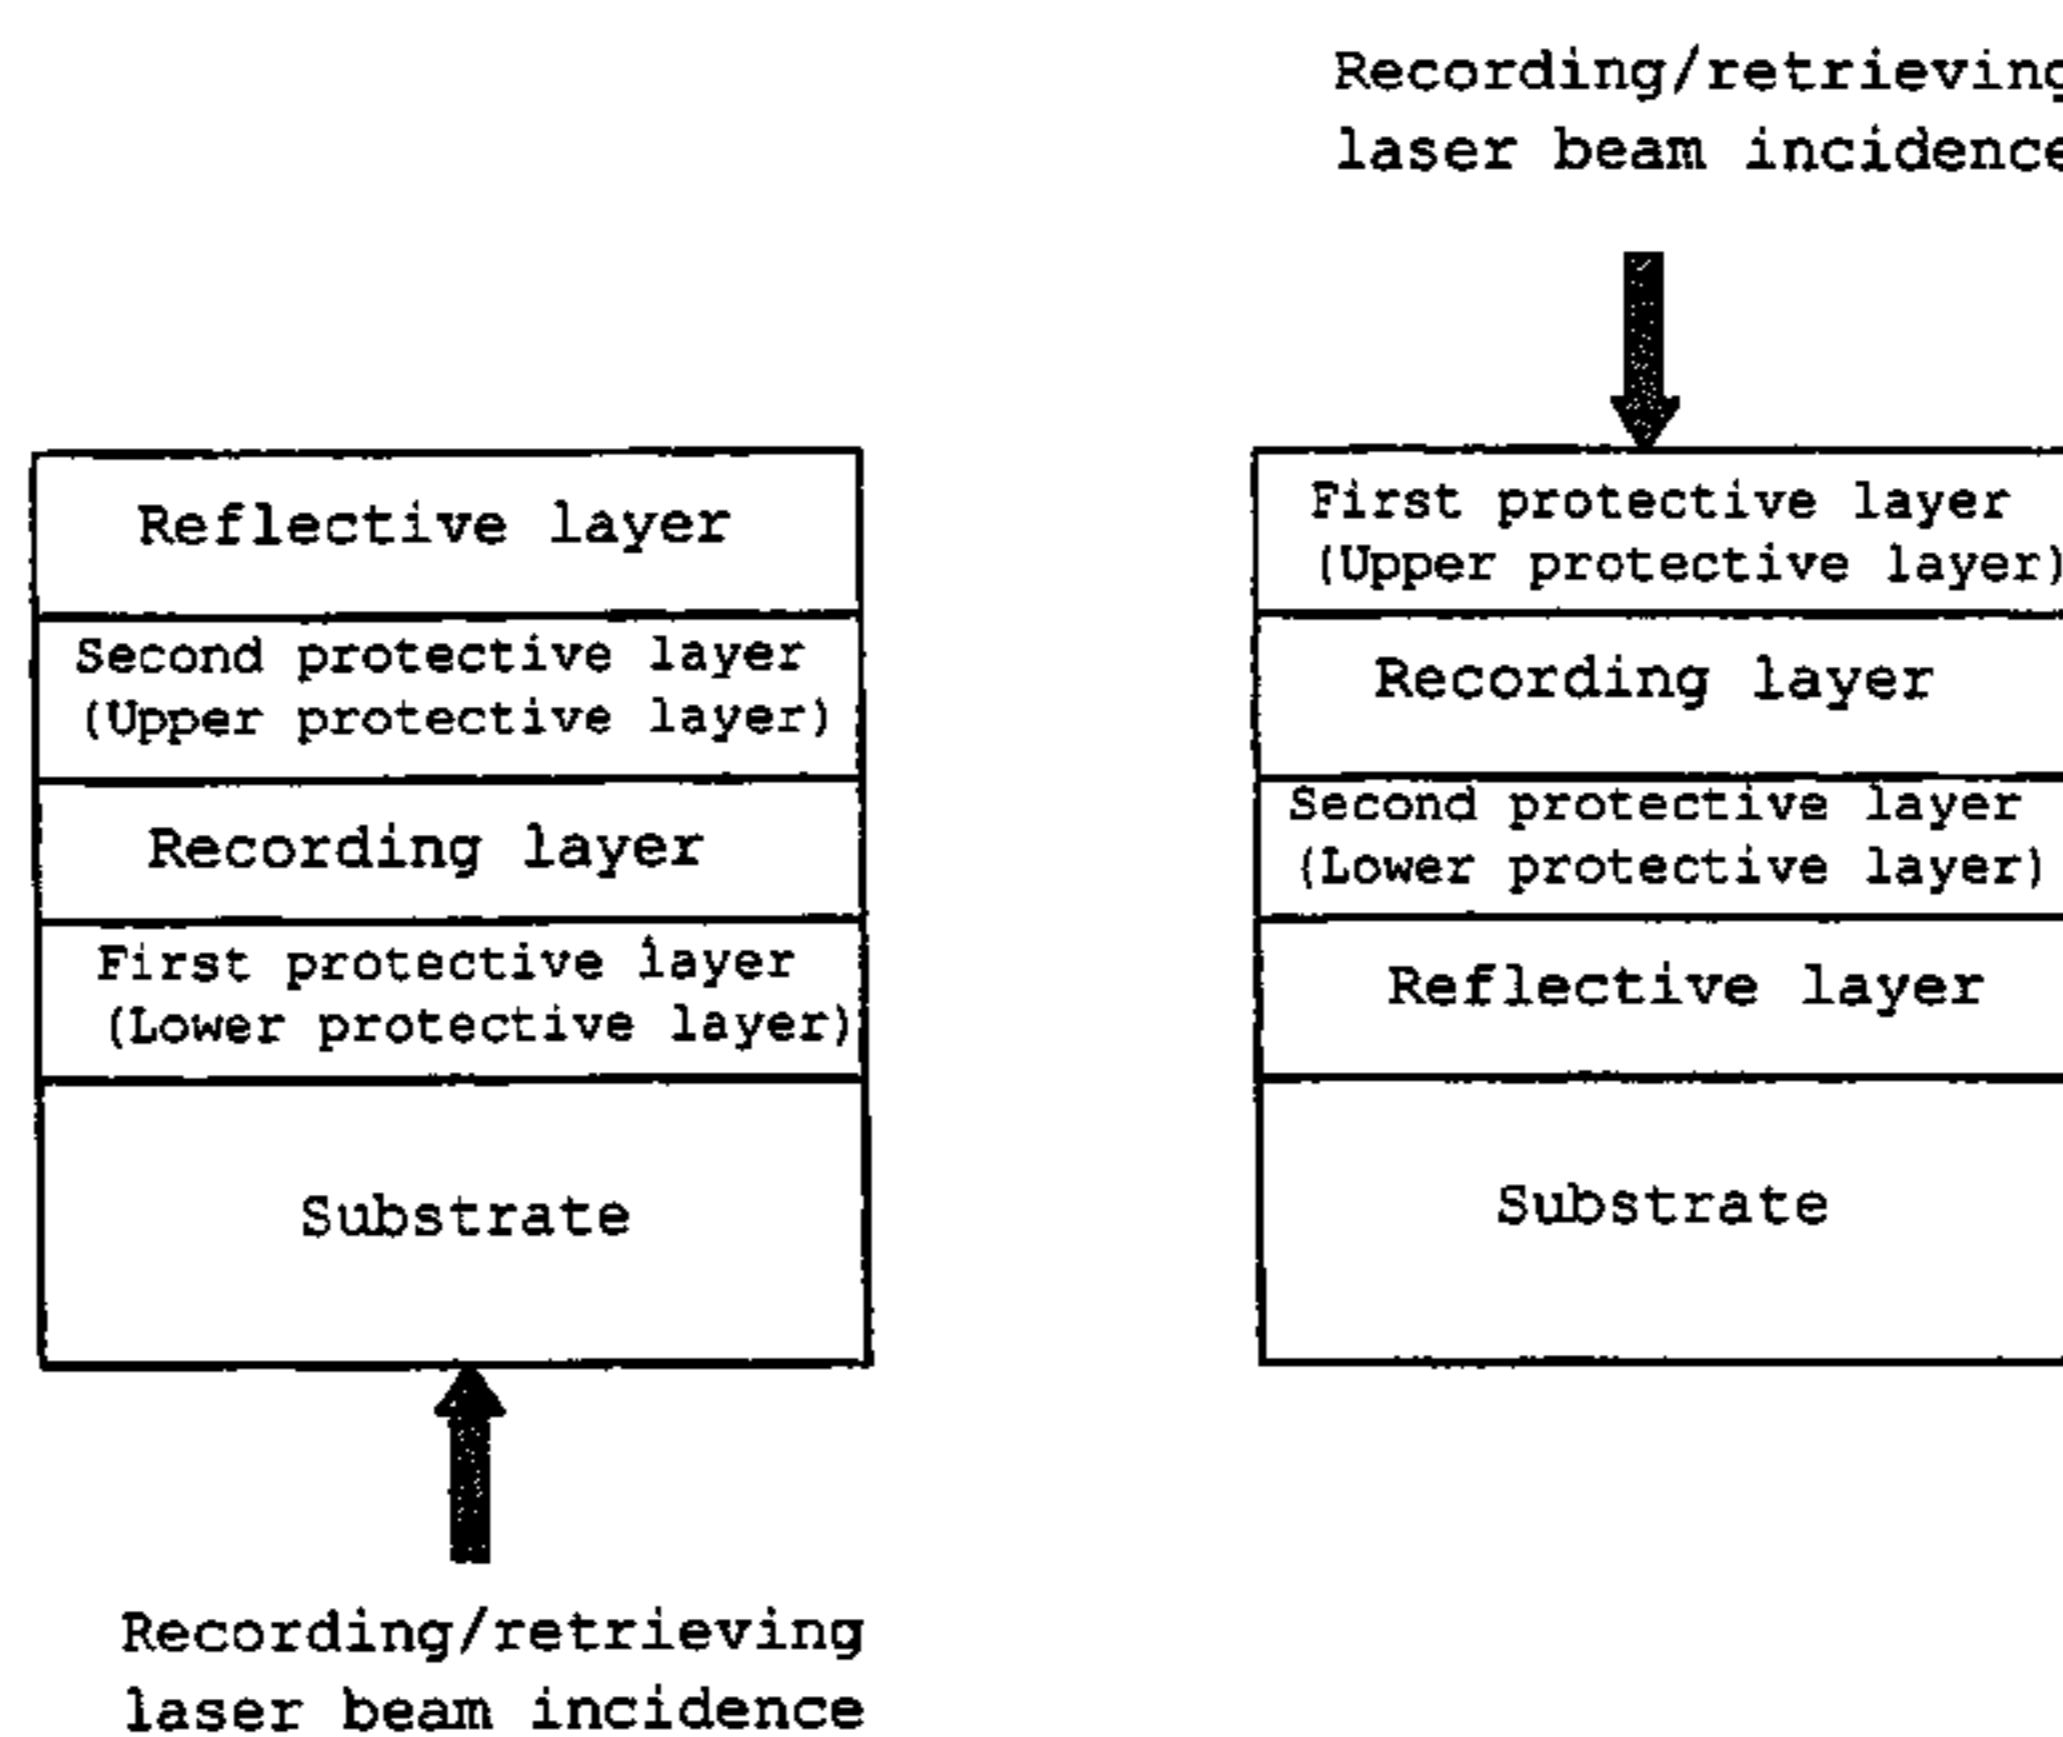 Reflective layer
Second protective layer
(Upper protective layer)
Recording layer
First protective layer
(Lower protective layer)
Substrate
Recording/retrieving
laser beam incidence
Recording/retrieving
laser beam incidence
First protective layer
(Upper protective layer)
Recording layer
Second protective layer
(Lower protective layer)
Reflective layer
Substrate